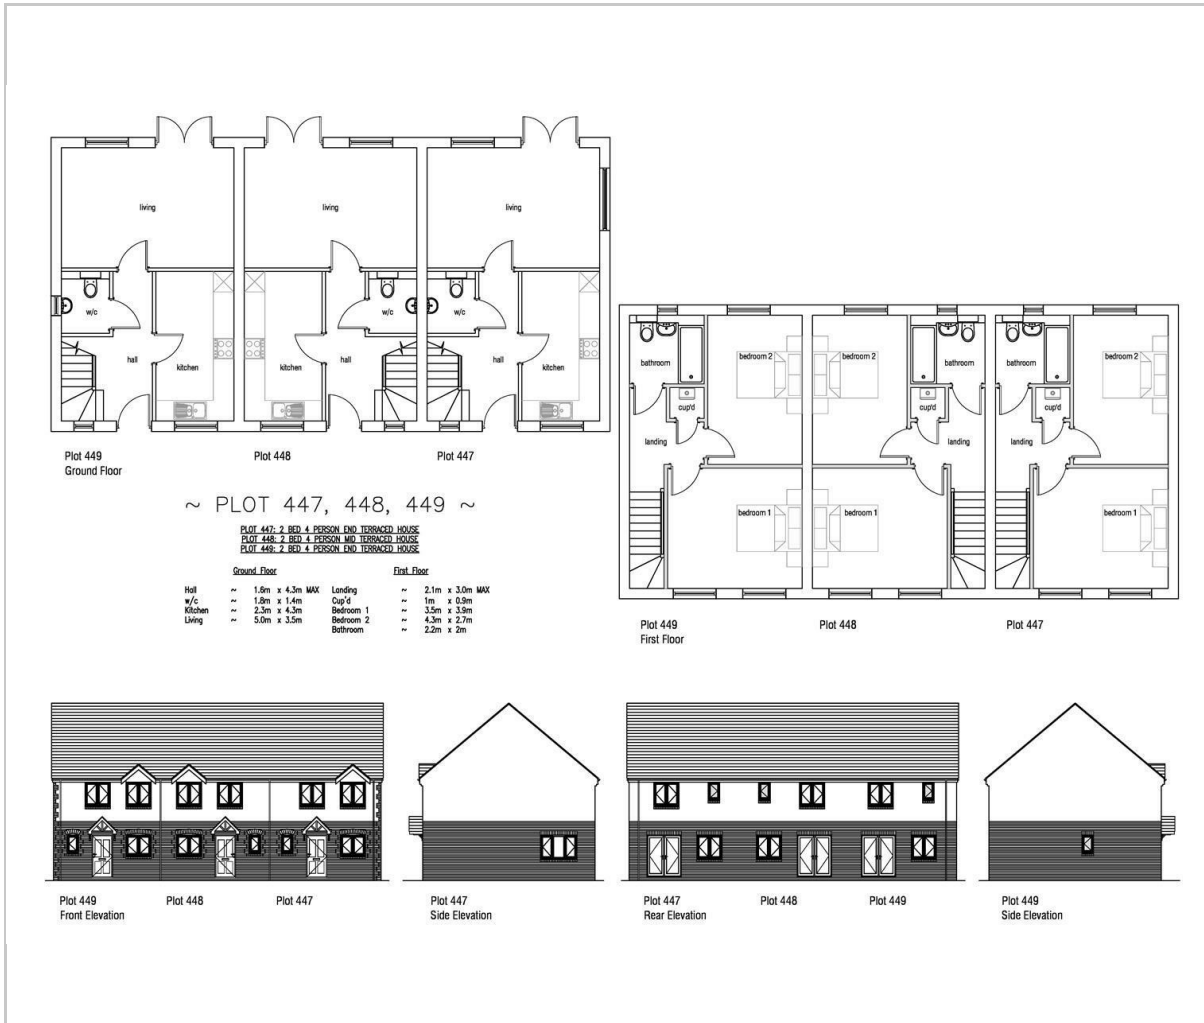 living
living
living
w/c
w/c
w/c
hall
hall
hall
kitchen
kitchen
kitchen
Plot 449
Ground Floor
Plot 448
Plot 447
bathroom
bedroom 2
bedroom 2
bathroom
bathroom
bedroom 2
cup'd
cup'd
cup'd
landing
landing
landing
bedroom 1
bedroom 1
bedroom 1
Plot 449
First Floor
Plot 448
Plot 447
~ PLOT 447, 448, 449 ~
PLOT 447: 2 BED 4 PERSON END TERRACED HOUSE
PLOT 448: 2 BED 4 PERSON MID TERRACED HOUSE
PLOT 449: 2 BED 4 PERSON END TERRACED HOUSE
Ground Floor
Hall ~ 1.6m x 4.3m MAX
w/c ~ 1.8m x 1.4m
Kitchen ~ 2.3m x 4.3m
Living ~ 5.0m x 3.5m
First Floor
Landing ~ 2.1m x 3.0m MAX
Cup'd ~ 1m x 0.9m
Bedroom 1 ~ 3.5m x 3.9m
Bedroom 2 ~ 4.3m x 2.7m
Bathroom ~ 2.2m x 2m
Plot 449
Front Elevation
Plot 448
Plot 447
Plot 447
Side Elevation
Plot 447
Rear Elevation
Plot 448
Plot 449
Plot 449
Side Elevation